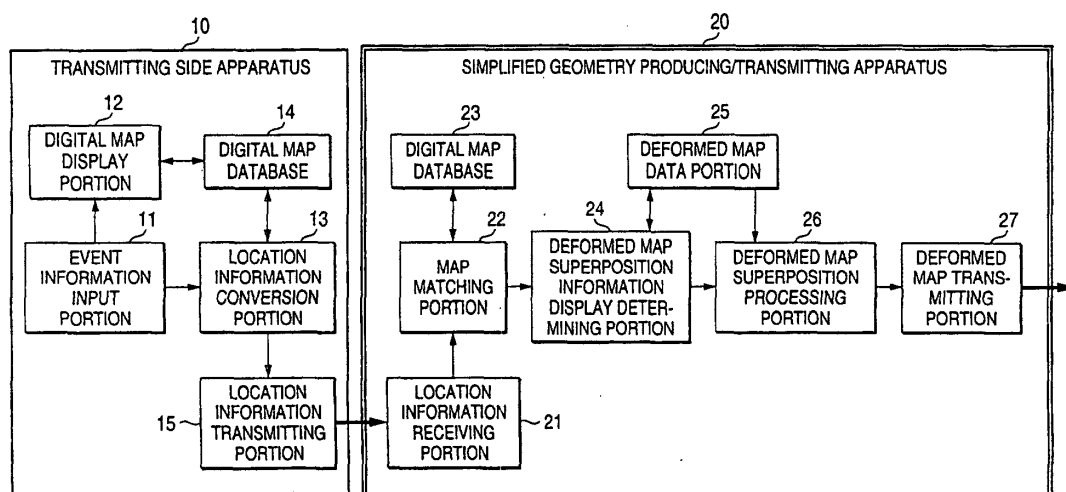 10
TRANSMITTING SIDE APPARATUS
12
DIGITAL MAP
DISPLAY
PORTION
14
DIGITAL MAP
DATABASE
11
EVENT
INFORMATION
INPUT
PORTION
13
LOCATION
INFORMATION
CONVERSION
PORTION
15
LOCATION
INFORMATION
TRANSMITTING
PORTION
20
SIMPLIFIED GEOMETRY PRODUCING/TRANSMITTING APPARATUS
23
DIGITAL MAP
DATABASE
25
DEFORMED MAP
DATA PORTION
22
MAP
MATCHING
PORTION
24
DEFORMED MAP
SUPERPOSITION
INFORMATION
DISPLAY DETER-
MINING PORTION
26
DEFORMED MAP
SUPERPOSITION
PROCESSING
PORTION
27
DEFORMED
MAP TRANS-
MITTING
PORTION
LOCATION
INFORMATION
RECEIVING
PORTION
21